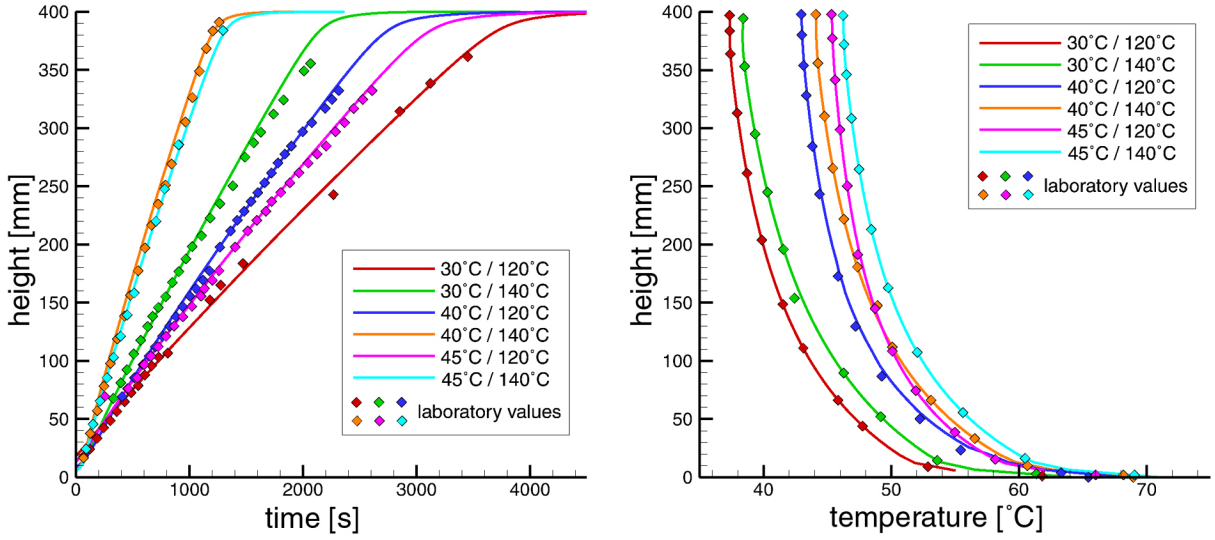 400
350
300
250
200
150
100
50
0
height [mm]
0 1000 2000 3000 4000
time [s]
30°C / 120°C
30°C / 140°C
40°C / 120°C
40°C / 140°C
45°C / 120°C
45°C / 140°C
laboratory values
400
350
300
250
200
150
100
50
0
height [mm]
40 50 60 70
temperature [°C]
30°C / 120°C
30°C / 140°C
40°C / 120°C
40°C / 140°C
45°C / 120°C
45°C / 140°C
laboratory values